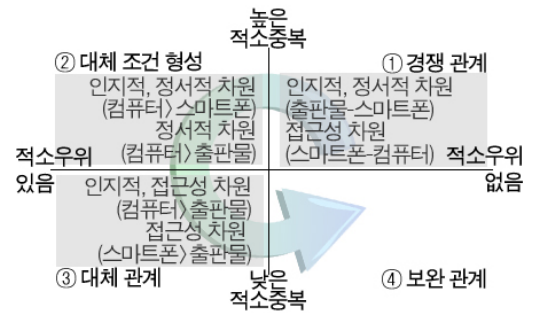 높은
적소중복
② 대체 조건 형성
인지적, 정서적 차원
(컴퓨터〉스마트폰)
정서적 차원
(컴퓨터〉출판물)
① 경쟁 관계
인지적, 정서적 차원
(출판물-스마트폰)
접근성 차원
(스마트폰-컴퓨터)
적소우위
있음
적소우위
없음
인지적, 접근성 차원
(컴퓨터〉출판물)
접근성 차원
(스마트폰〉출판물)
③ 대체 관계
낮은
적소중복
④ 보완 관계